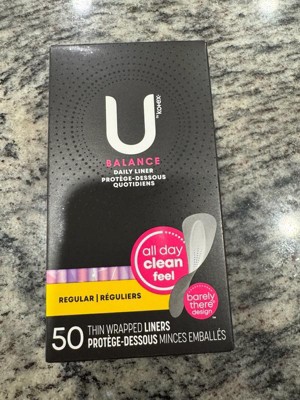 U
by KOTEX
BALANCE
DAILY LINER
PROTÈGE-DESSOUS
QUOTIDIENS
all day
clean
feel
REGULAR | RÉGULIERS
barely
there
design
50 THIN WRAPPED LINERS
PROTÈGE-DESSOUS MINCES EMBALLÉS